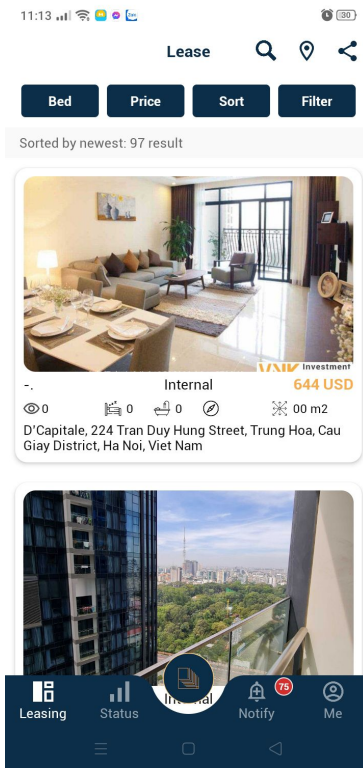 11:13
30
Lease
Bed Price Sort Filter
Sorted by newest: 97 result
VNK Investment
-. Internal 644 USD
0 0 0 00 m2
D'Capitale, 224 Tran Duy Hung Street, Trung Hoa, Cau
Giay District, Ha Noi, Viet Nam
Internal
75
Leasing Status Notify Me